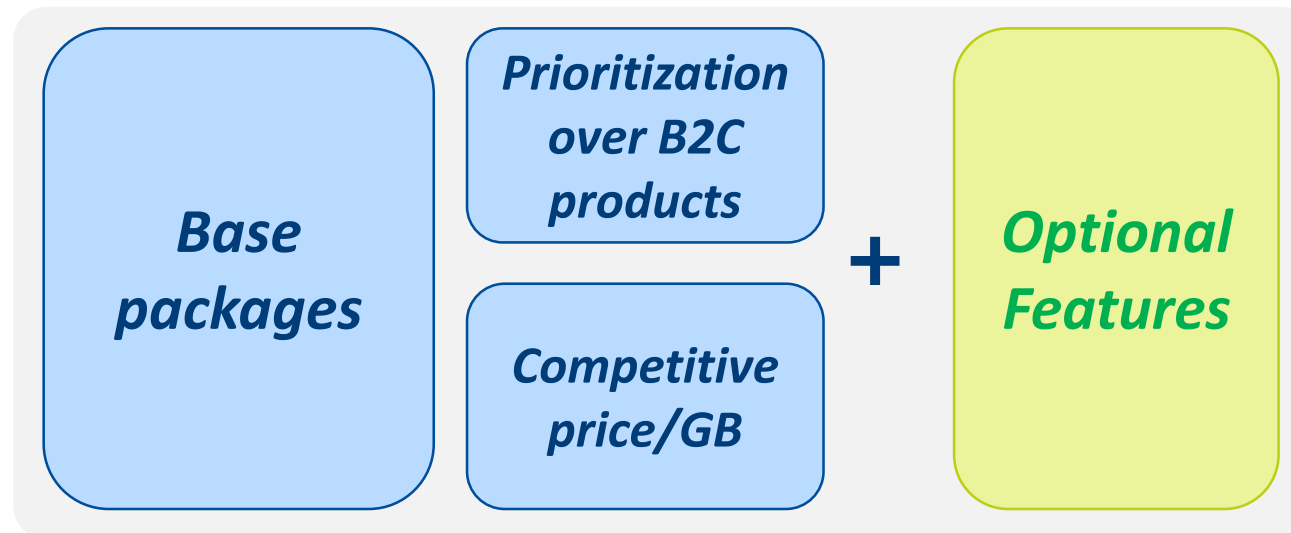 Base
packages
Prioritization
over B2C
products
Competitive
price/GB
+
Optional
Features